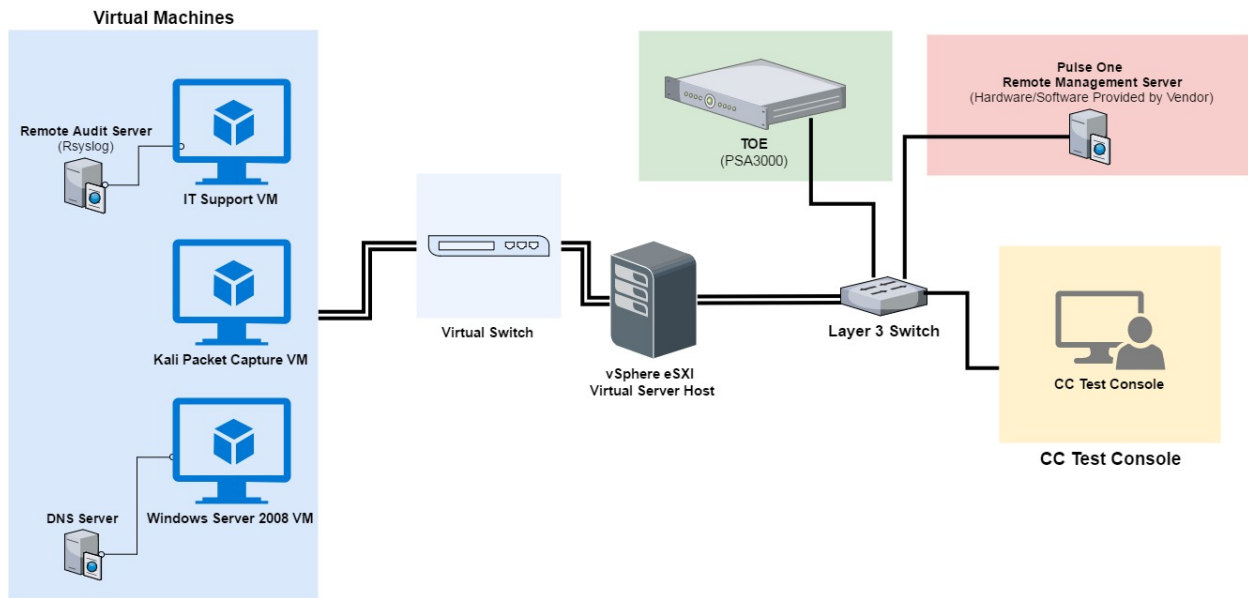 Virtual Machines
Remote Audit Server
(Rsyslog)
IT Support VM
Kali Packet Capture VM
DNS Server
Windows Server 2008 VM
Virtual Switch
vSphere eSXI
Virtual Server Host
TOE
(PSA3000)
Pulse One
Remote Management Server
(Hardware/Software Provided by Vendor)
Layer 3 Switch
CC Test Console
CC Test Console